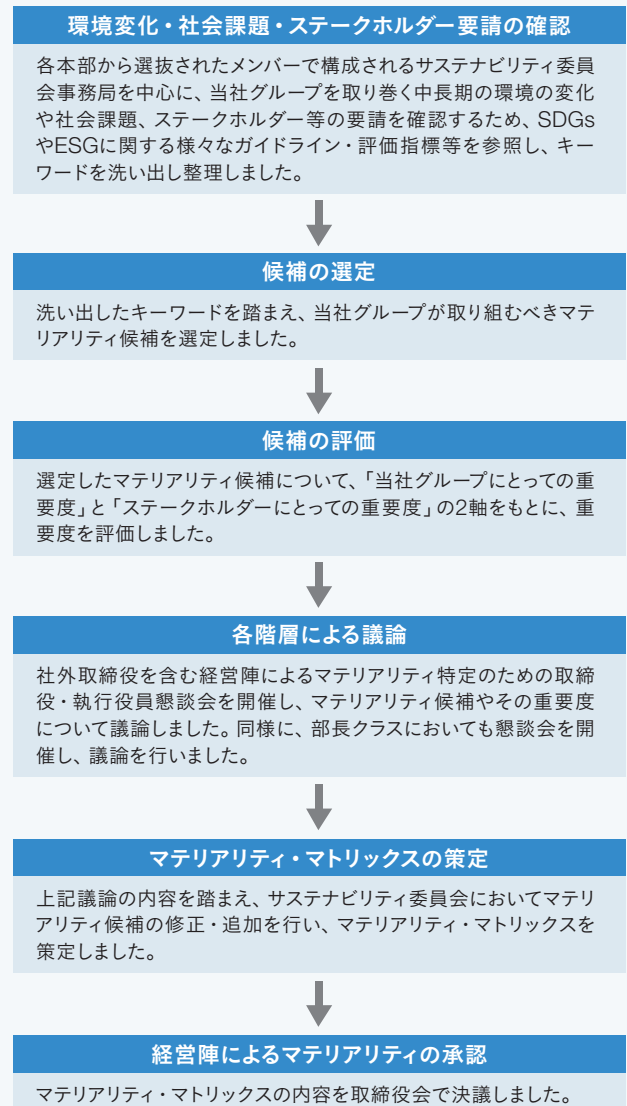 環境変化・社会課題・ステークホルダー要請の確認
各本部から選抜されたメンバーで構成されるサステナビリティ委員
会事務局を中心に、当社グループを取り巻く中長期の環境の変化
や社会課題、ステークホルダー等の要請を確認するため、SDGs
やESGに関する様々なガイドライン・評価指標等を参照し、キー
ワードを洗い出し整理しました。
候補の選定
洗い出したキーワードを踏まえ、当社グループが取り組むべきマテ
リアリティ候補を選定しました。
候補の評価
選定したマテリアリティ候補について、「当社グループにとっての重
要度」と「ステークホルダーにとっての重要度」の2軸をもとに、重
要度を評価しました。
各階層による議論
社外取締役を含む経営陣によるマテリアリティ特定のための取締
役・執行役員懇談会を開催し、マテリアリティ候補やその重要度
について議論しました。同様に、部長クラスにおいても懇談会を開
催し、議論を行いました。
マテリアリティ・マトリックスの策定
上記議論の内容を踏まえ、サステナビリティ委員会においてマテリ
アリティ候補の修正・追加を行い、マテリアリティ・マトリックスを
策定しました。
経営陣によるマテリアリティの承認
マテリアリティ・マトリックスの内容を取締役会で決議しました。